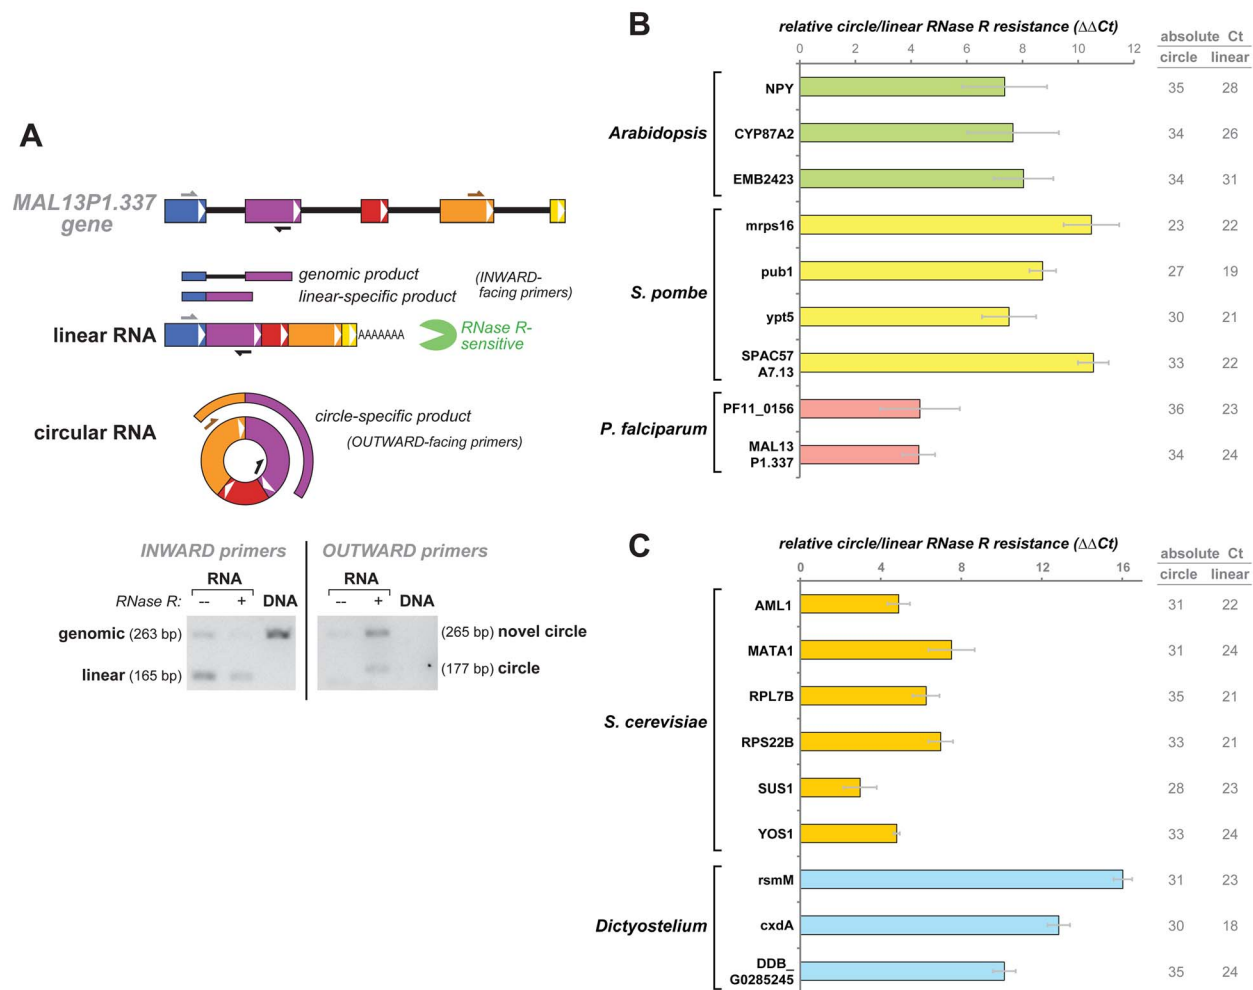 A
MAL13P1.337
gene
genomic product
linear-specific product
(INWARD-
facing primers)
linear RNA
AAAAAAA
RNase R-
sensitive
circular RNA
circle-specific product
(OUTWARD-facing primers)
INWARD primers
OUTWARD primers
RNA
RNA
RNase R:
--
+
DNA
--
+
DNA
genomic (263 bp)
(265 bp) novel circle
linear (165 bp)
(177 bp) circle
B
relative circle/linear RNase R resistance (ΔΔCt)
absolute Ct
0 2 4 6 8 10 12
circle linear
Arabidopsis
NPY 35 28
CYP87A2 34 26
EMB2423 34 31
S. pombe
mrps16 23 22
pub1 27 19
ypt5 30 21
SPAC57
A7.13
33 22
P. falciparum
PF11_0156 36 23
MAL13
P1.337
34 24
C
relative circle/linear RNase R resistance (ΔΔCt)
absolute Ct
0 4 8 12 16
circle linear
S. cerevisiae
AML1 31 22
MATA1 31 24
RPL7B 35 21
RPS22B 33 21
SUS1 28 23
YOS1 33 24
Dictyostelium
rsmM 31 23
cxdA 30 18
DDB_
G0285245
35 24